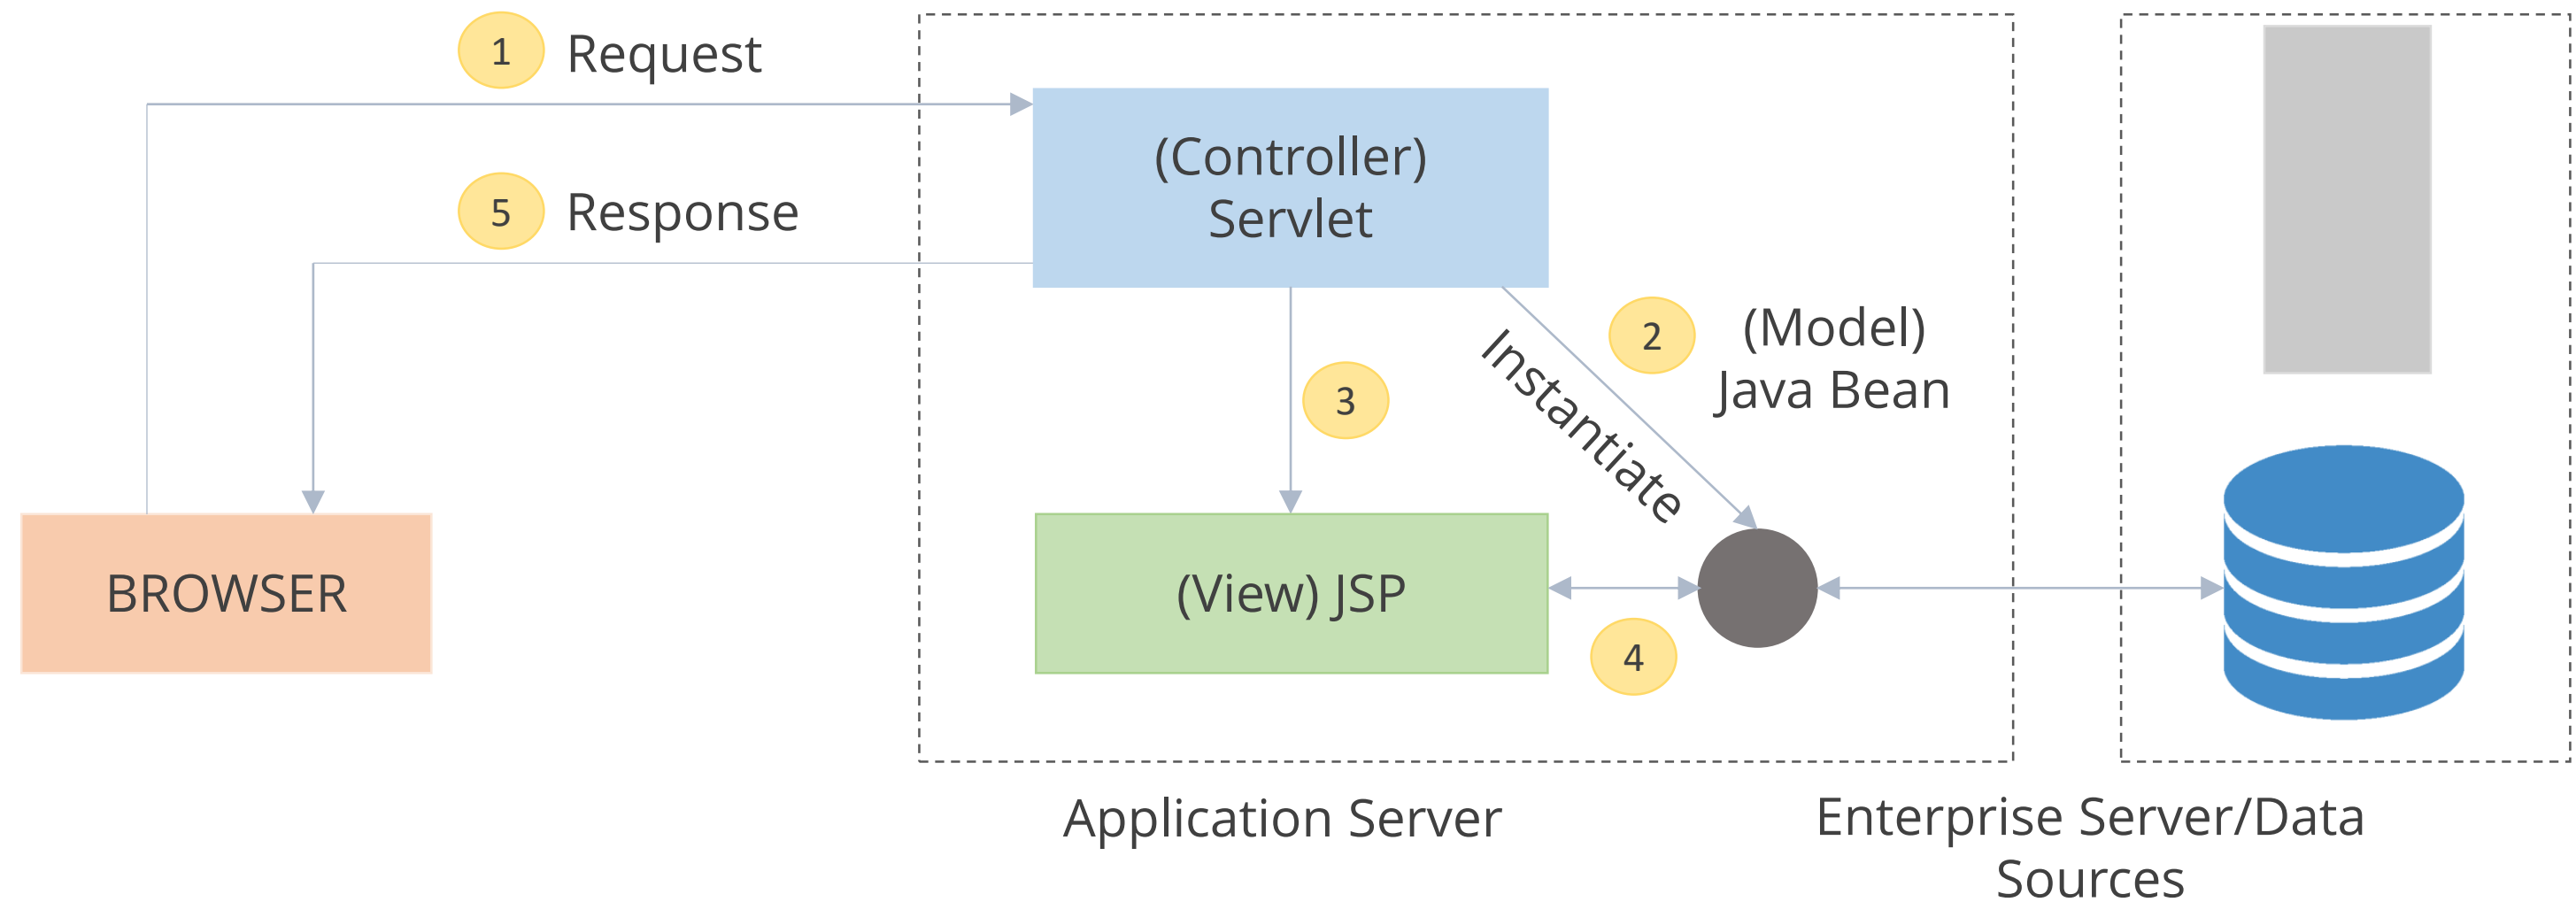 1 Request
(Controller)
Servlet
5 Response
2 (Model)
Java Bean
Instantiate
3
BROWSER
(View) JSP
4
Application Server
Enterprise Server/Data
Sources